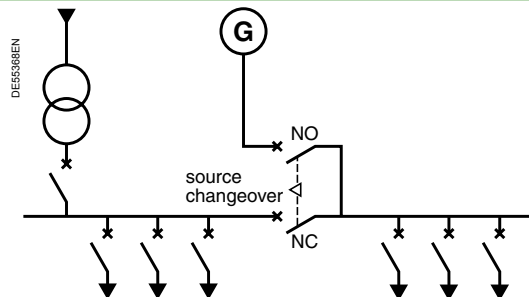 DE55368EN
G
NO
source
changeover
NC